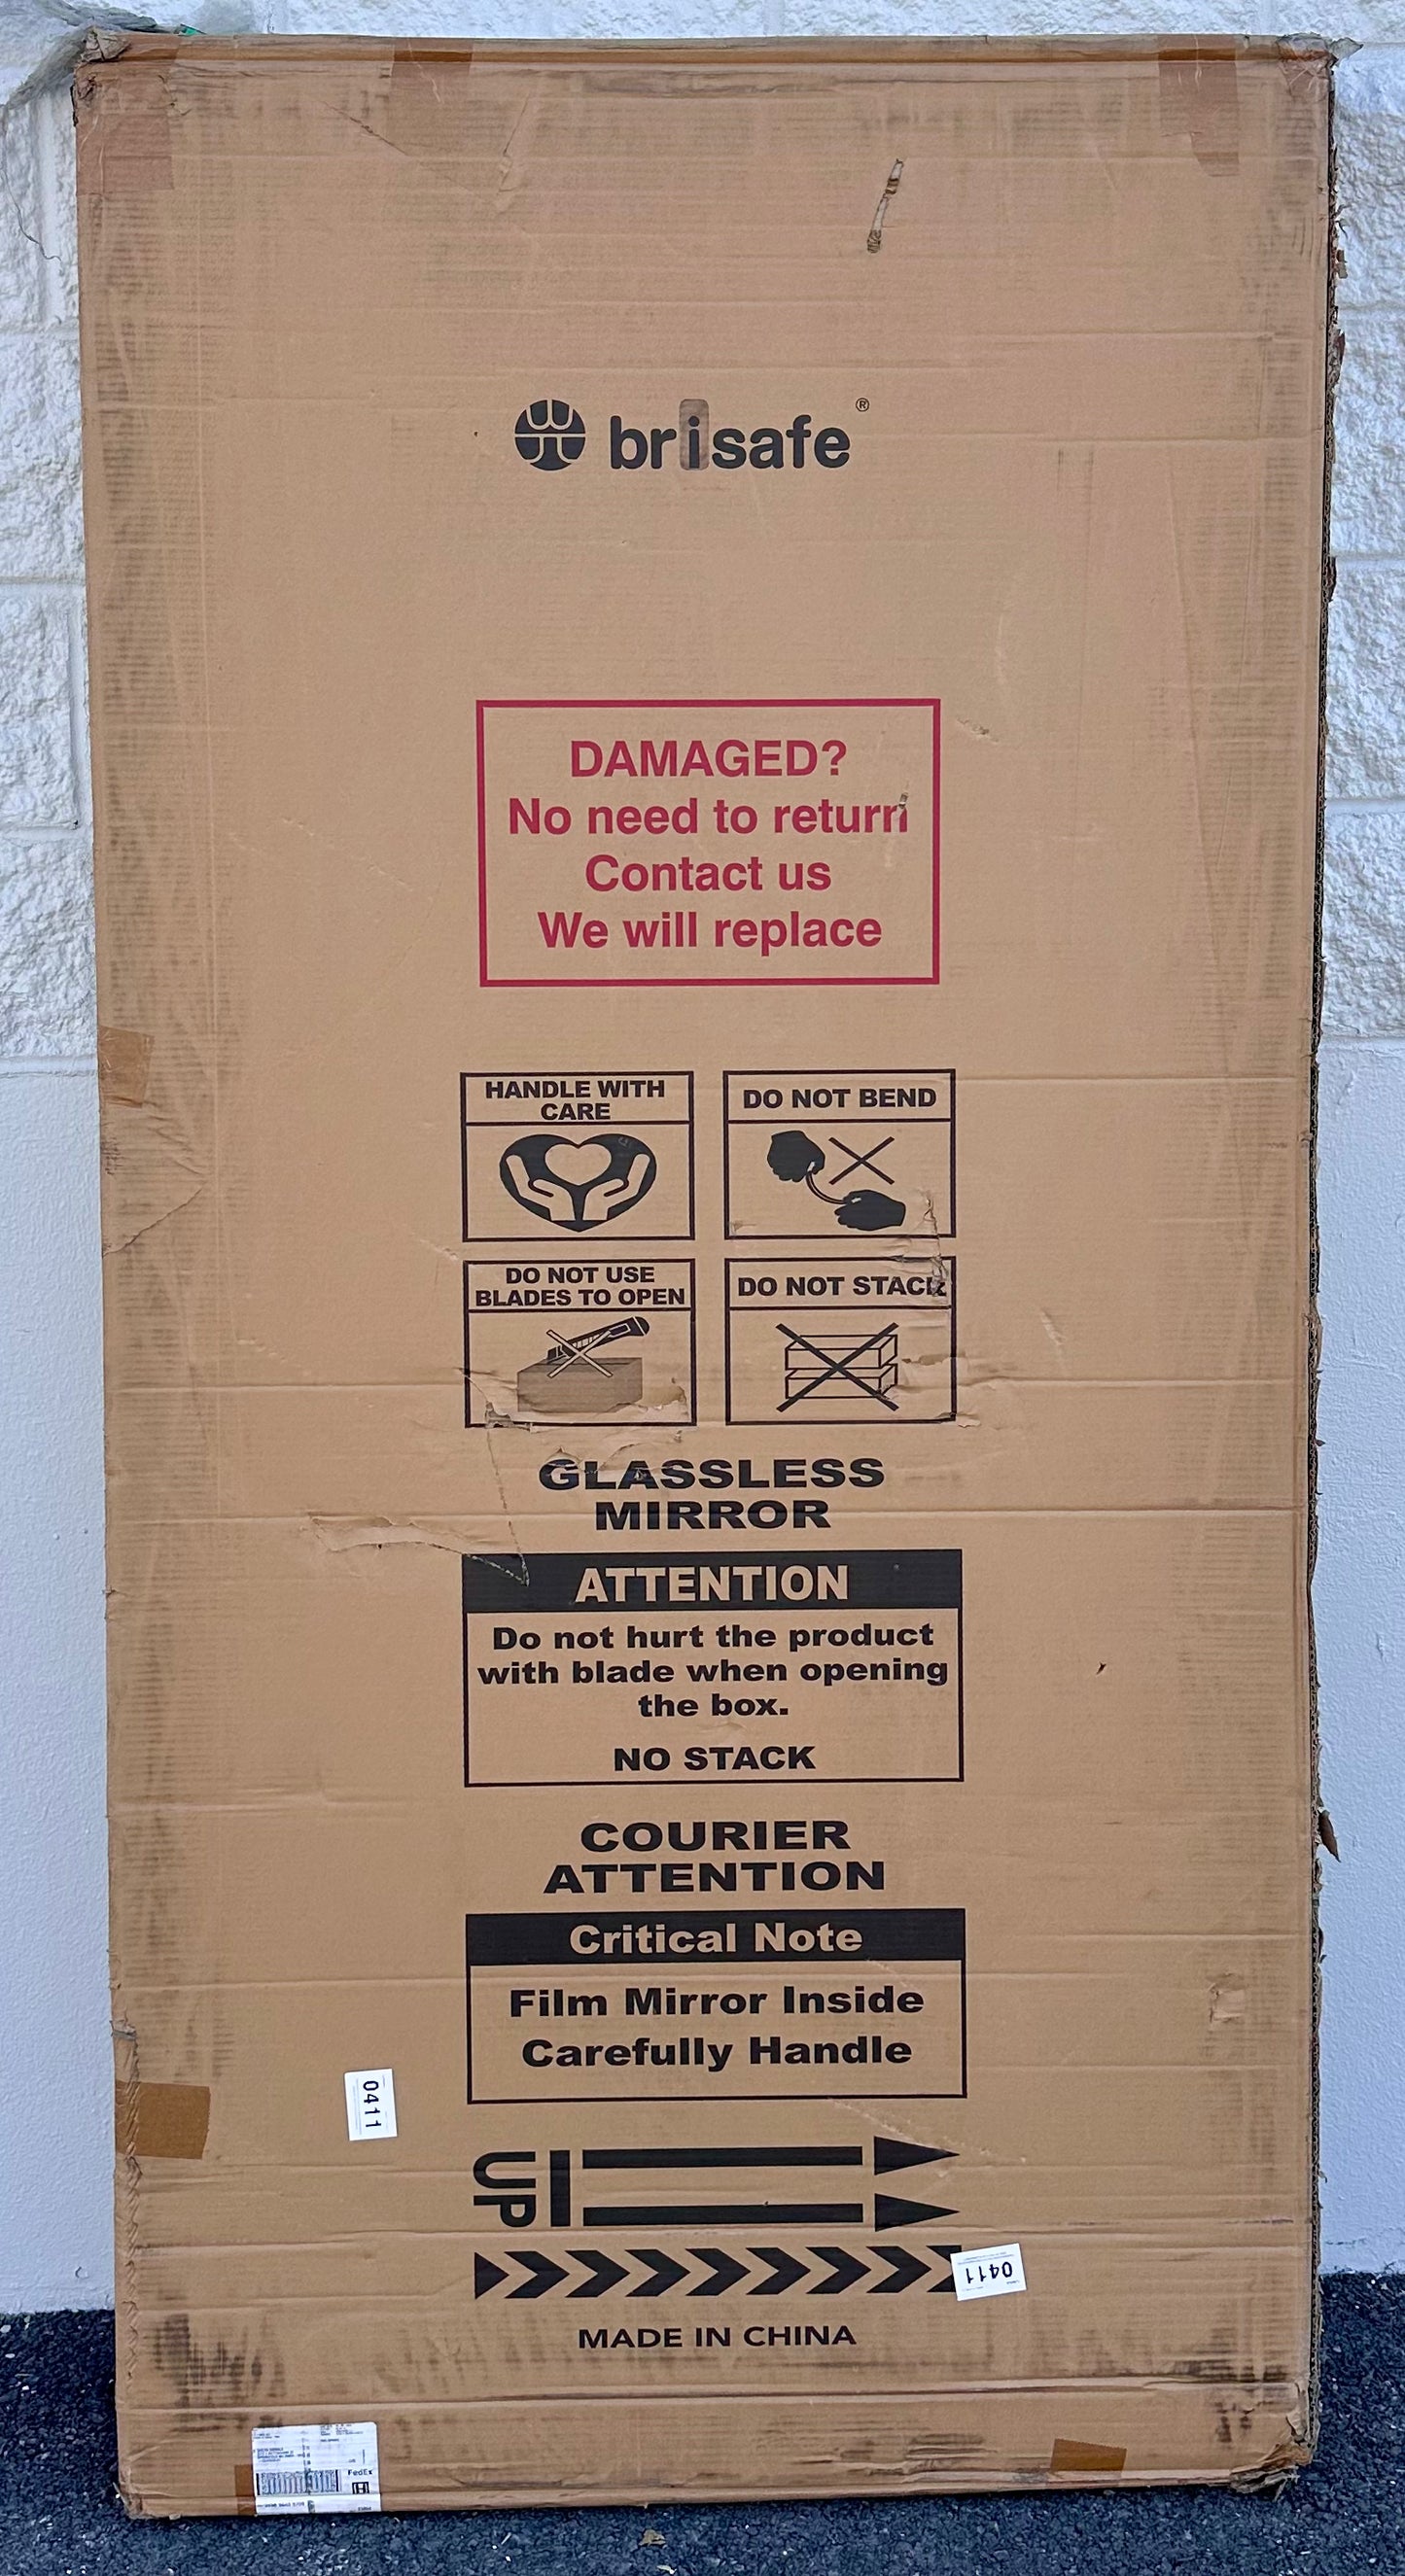 brisafe®
DAMAGED?
No need to return
Contact us
We will replace
HANDLE WITH
CARE
DO NOT BEND
DO NOT USE
BLADES TO OPEN
DO NOT STACK
GLASSLESS
MIRROR
ATTENTION
Do not hurt the product
with blade when opening
the box.
NO STACK
COURIER
ATTENTION
Critical Note
Film Mirror Inside
Carefully Handle
0411
UP
0411
MADE IN CHINA
FedEx